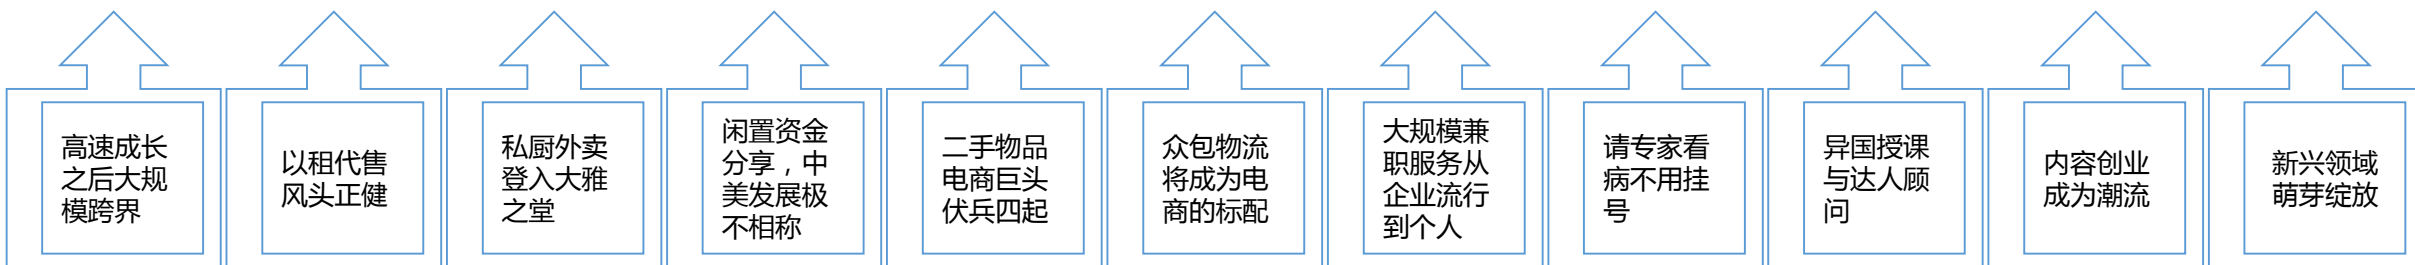 高速成长
之后大规
模跨界
以租代售
风头正健
私厨外卖
登入大雅
之堂
闲置资金
分享，中
美发展极
不相称
二手物品
电商巨头
伏兵四起
众包物流
将成为电
商的标配
大规模兼
职服务从
企业流行
到个人
请专家看
病不用挂
号
异国授课
与达人顾
问
内容创业
成为潮流
新兴领域
萌芽绽放